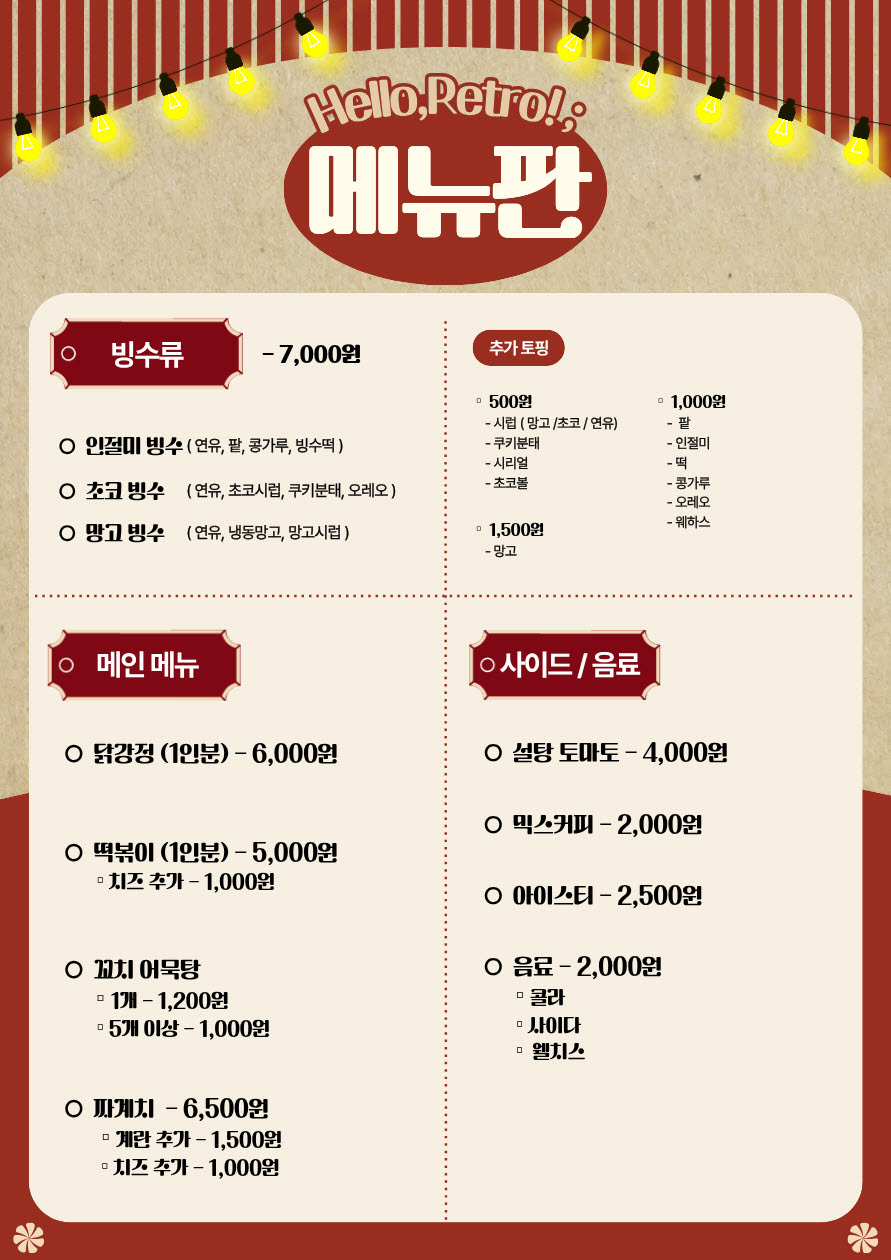 Hello,Retro!;
메뉴판
빙수류
- 7,000원
인절미 빙수 ( 연유, 팥, 콩가루, 빙수떡 )
초코 빙수 ( 연유, 초코시럽, 쿠키분태, 오레오 )
망고 빙수 ( 연유, 냉동망고, 망고시럽 )
추가 토핑
500원
- 시럽 ( 망고 /초코 / 연유)
- 쿠키분태
- 시리얼
- 초코볼
1,500원
- 망고
1,000원
- 팥
- 인절미
- 떡
- 콩가루
- 오레오
- 웨하스
메인 메뉴
닭강정 (1인분) - 6,000원
떡볶이 (1인분) - 5,000원
치즈 추가 - 1,000원
꼬치 어묵탕
1개 - 1,200원
5개 이상 - 1,000원
짜계치 - 6,500원
계란 추가 - 1,500원
치즈 추가 - 1,000원
사이드 / 음료
설탕 토마토 - 4,000원
믹스커피 - 2,000원
아이스티 - 2,500원
음료 - 2,000원
콜라
사이다
웰치스